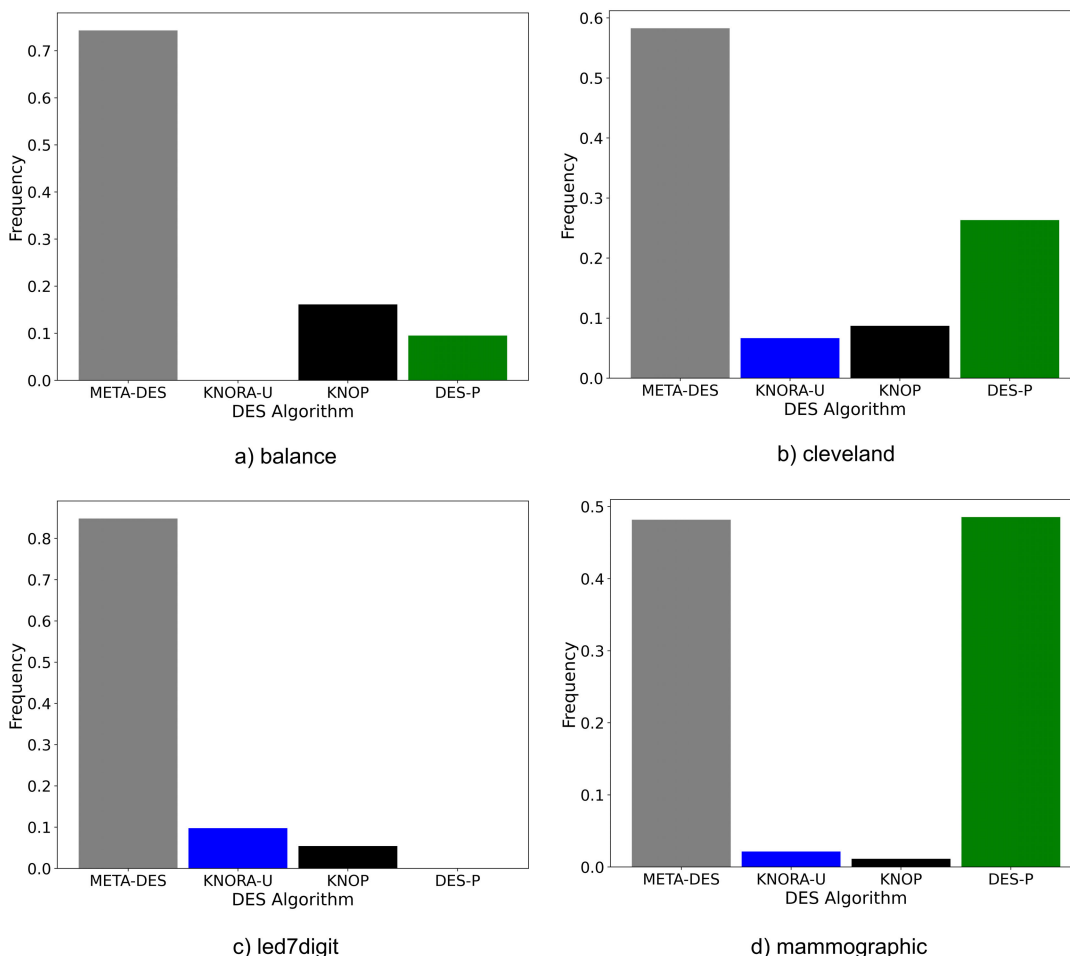 Frequency
0.7
0.6
0.5
0.4
0.3
0.2
0.1
0.0
META-DES KNORA-U KNOP DES-P
DES Algorithm
a) balance
Frequency
0.6
0.5
0.4
0.3
0.2
0.1
0.0
META-DES KNORA-U KNOP DES-P
DES Algorithm
b) cleveland
Frequency
0.8
0.7
0.6
0.5
0.4
0.3
0.2
0.1
0.0
META-DES KNORA-U KNOP DES-P
DES Algorithm
c) led7digit
Frequency
0.5
0.4
0.3
0.2
0.1
0.0
META-DES KNORA-U KNOP DES-P
DES Algorithm
d) mammographic